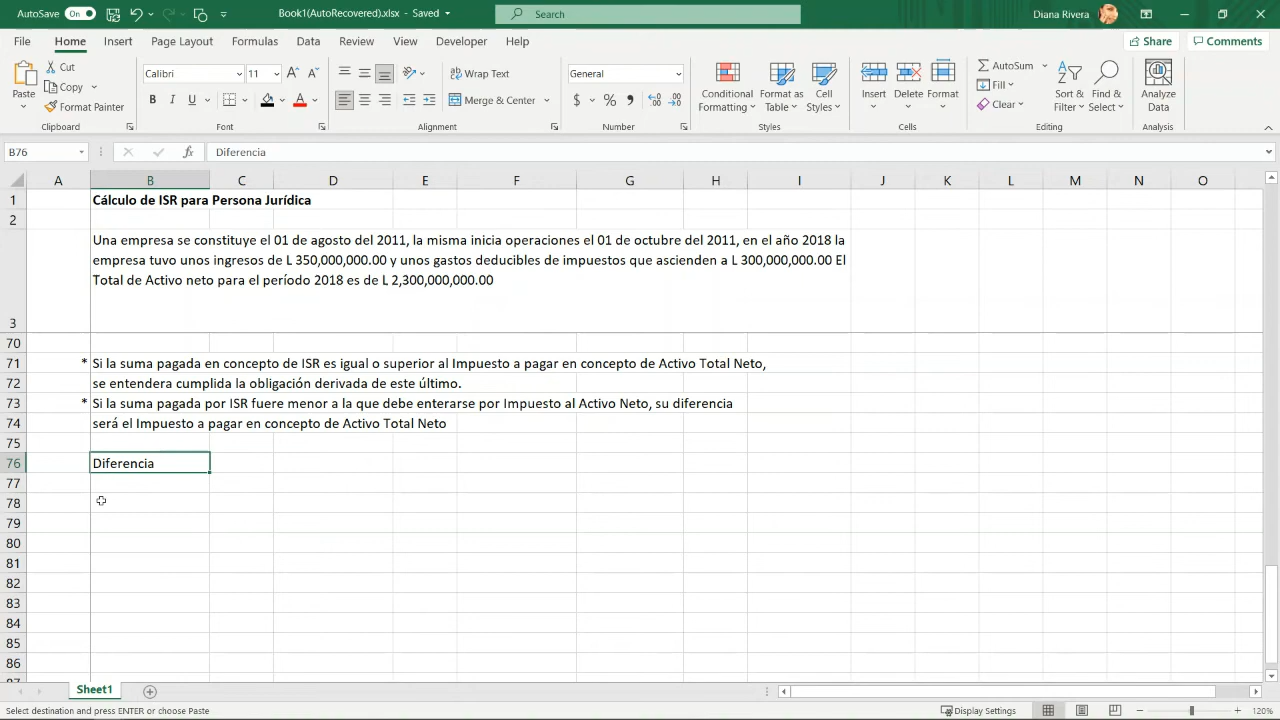 AutoSave On Book1(AutoRecovered).xlsx - Saved Search Diana Rivera
File Home Insert Page Layout Formulas Data Review View Developer Help Share Comments
Paste Cut Copy Format Painter Clipboard
Calibri 11 B I U Font
Wrap Text Merge & Center Alignment
General $ % , Number
Conditional Formatting Format as Table Cell Styles Styles
Insert Delete Format Cells
AutoSum Fill Clear Sort & Filter Find & Select Editing
Analyze Data Analysis
B76 fx Diferencia
A B C D E F G H I J K L M N O
1 Cálculo de ISR para Persona Jurídica
2
Una empresa se constituye el 01 de agosto del 2011, la misma inicia operaciones el 01 de octubre del 2011, en el año 2018 la
empresa tuvo unos ingresos de L 350,000,000.00 y unos gastos deducibles de impuestos que ascienden a L 300,000,000.00 El
Total de Activo neto para el período 2018 es de L 2,300,000,000.00
3
70
71 * Si la suma pagada en concepto de ISR es igual o superior al Impuesto a pagar en concepto de Activo Total Neto,
72 se entendera cumplida la obligación derivada de este último.
73 * Si la suma pagada por ISR fuere menor a la que debe enterarse por Impuesto al Activo Neto, su diferencia
74 será el Impuesto a pagar en concepto de Activo Total Neto
75
76 Diferencia
77
78
79
80
81
82
83
84
85
86
87
Sheet1
Select destination and press ENTER or choose Paste Display Settings 120%